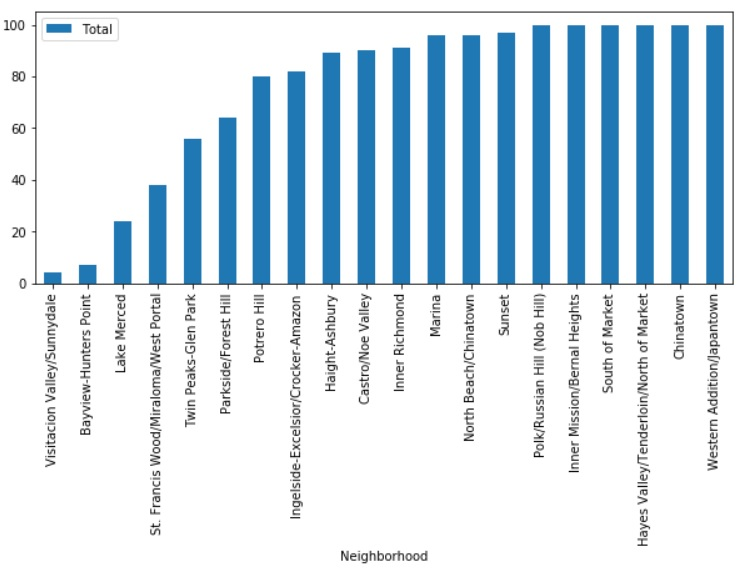 100
80
60
40
20
0
Total
Visitacion Valley/Sunnydale
Bayview-Hunters Point
Lake Merced
St. Francis Wood/Miraloma/West Portal
Twin Peaks-Glen Park
Parkside/Forest Hill
Potrero Hill
Ingelside-Excelsior/Crocker-Amazon
Haight-Ashbury
Castro/Noe Valley
Inner Richmond
Marina
North Beach/Chinatown
Sunset
Polk/Russian Hill (Nob Hill)
Inner Mission/Bernal Heights
South of Market
Hayes Valley/Tenderloin/North of Market
Chinatown
Western Addition/Japantown
Neighborhood